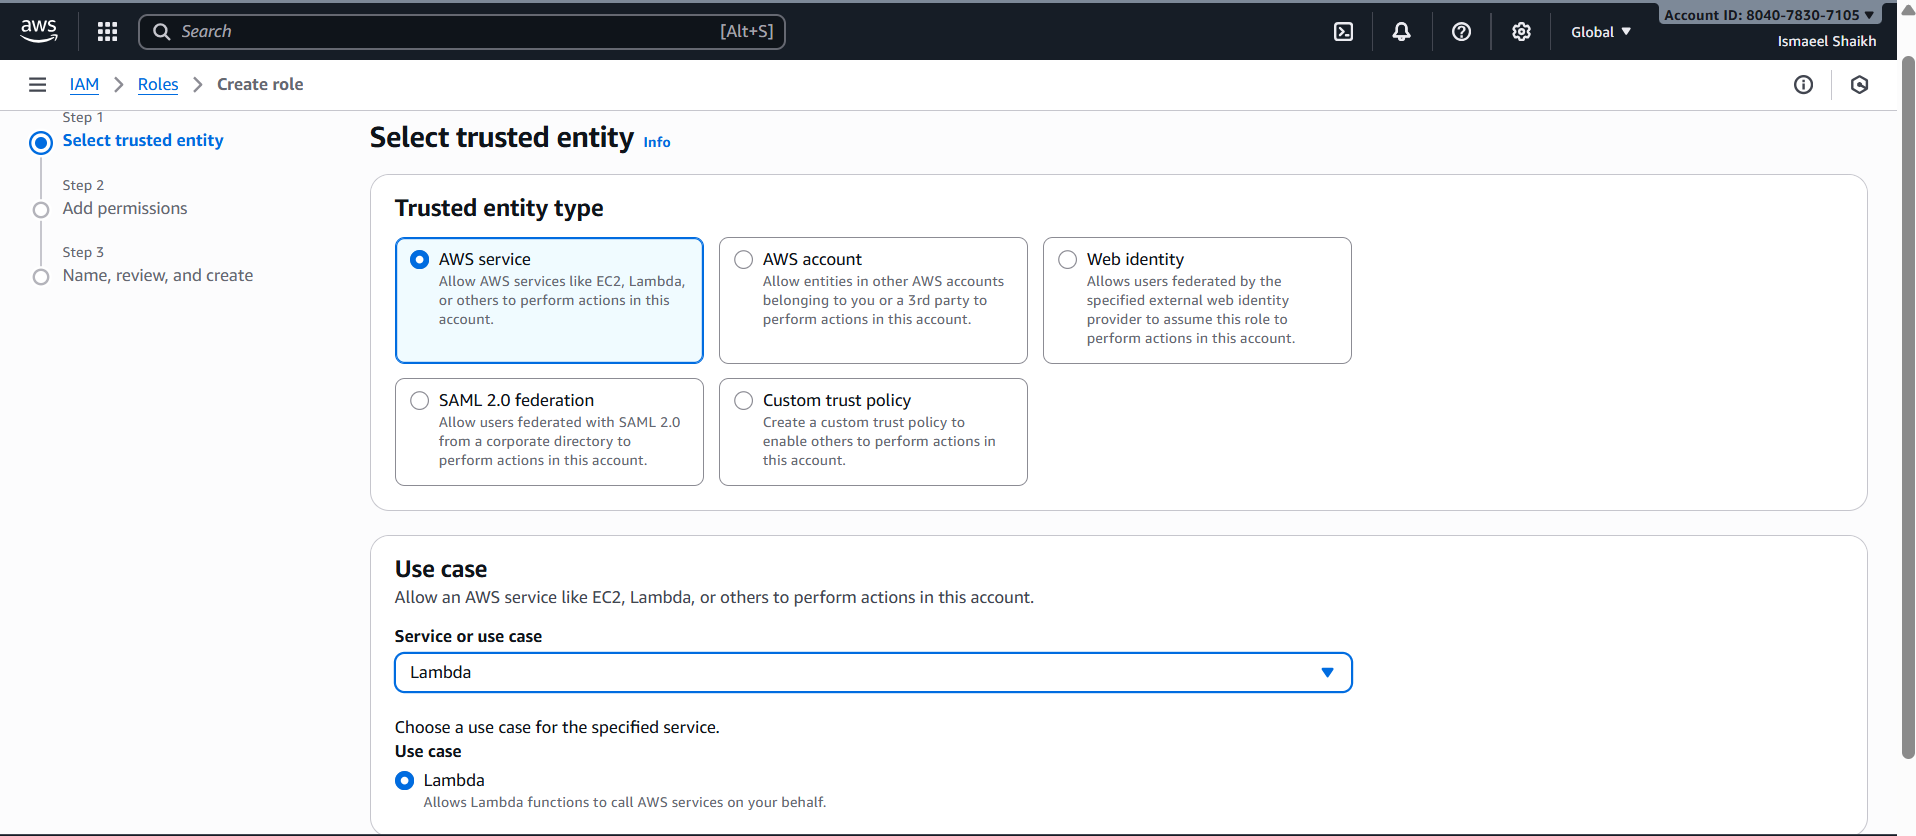 aws
Search
[Alt+S]
Global
Account ID: 8040-7830-7105
Ismaeel Shaikh
IAM
Roles
Create role
Step 1
Select trusted entity
Step 2
Add permissions
Step 3
Name, review, and create
Select trusted entity
Info
Trusted entity type
AWS service
Allow AWS services like EC2, Lambda,
or others to perform actions in this
account.
AWS account
Allow entities in other AWS accounts
belonging to you or a 3rd party to
perform actions in this account.
Web identity
Allows users federated by the
specified external web identity
provider to assume this role to
perform actions in this account.
SAML 2.0 federation
Allow users federated with SAML 2.0
from a corporate directory to
perform actions in this account.
Custom trust policy
Create a custom trust policy to
enable others to perform actions in
this account.
Use case
Allow an AWS service like EC2, Lambda, or others to perform actions in this account.
Service or use case
Lambda
Choose a use case for the specified service.
Use case
Lambda
Allows Lambda functions to call AWS services on your behalf.